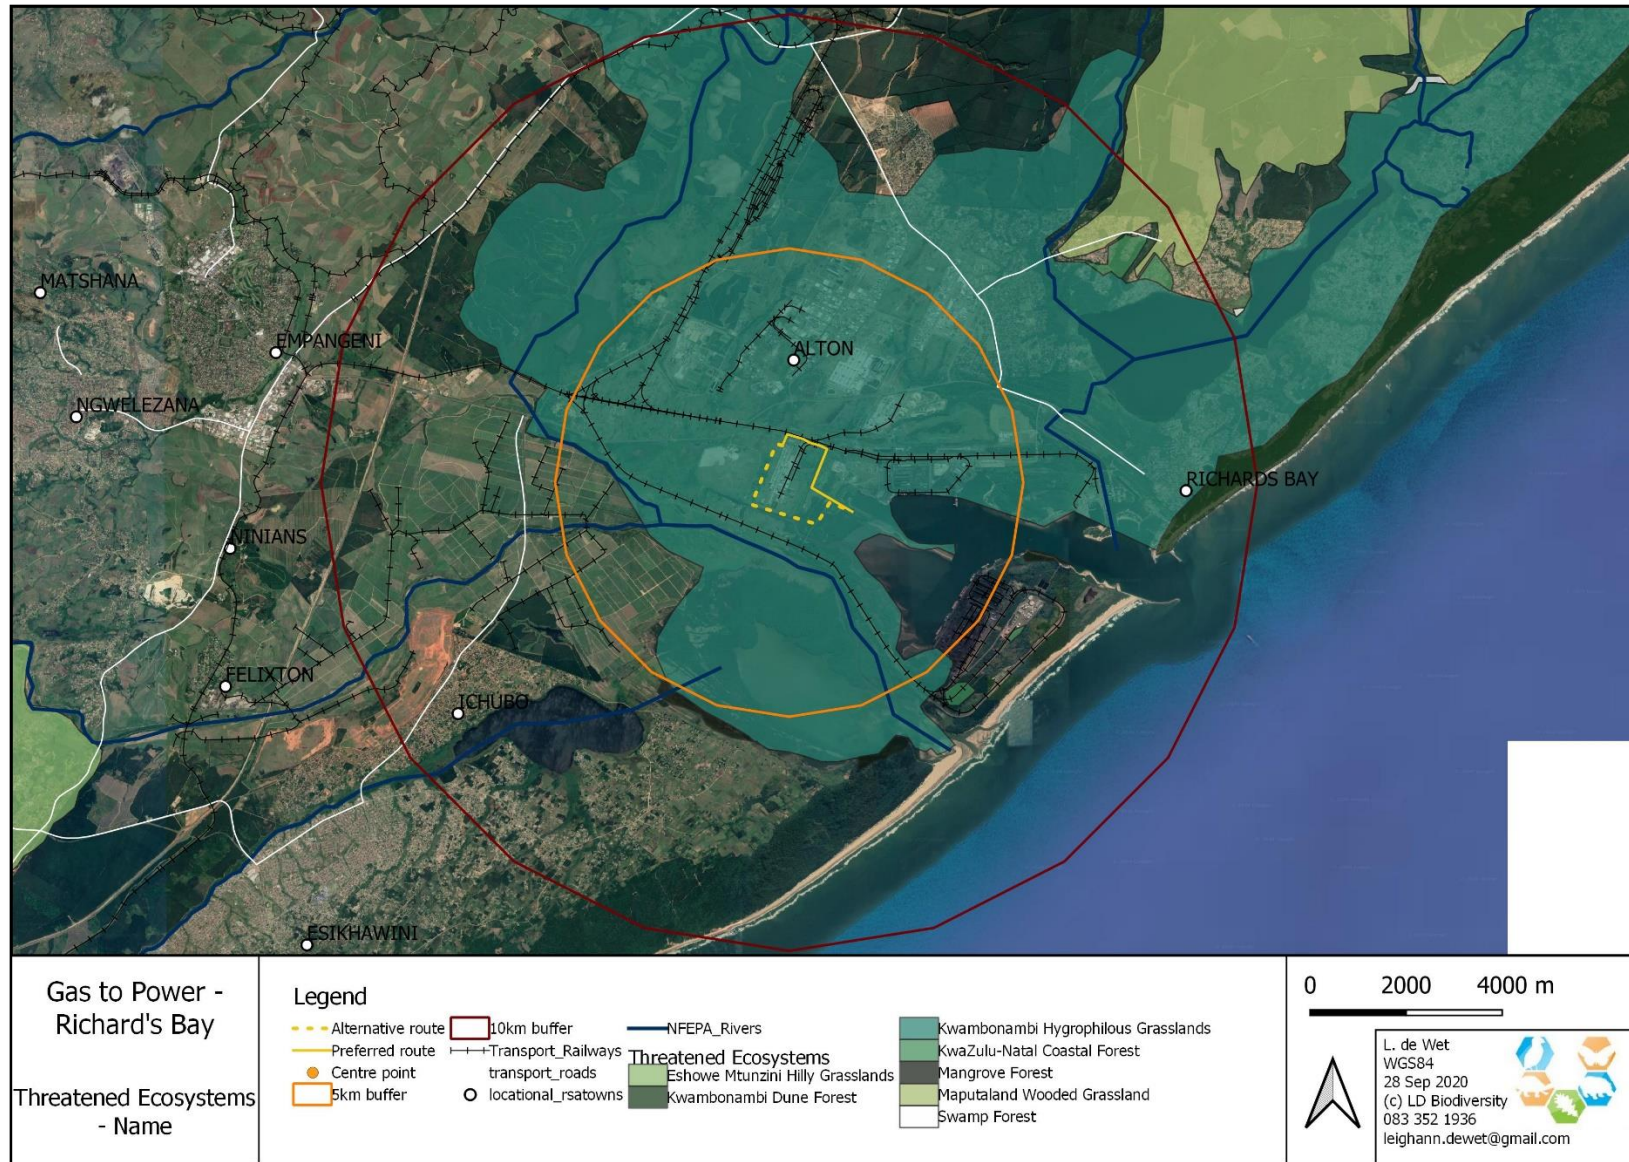 MATSHANA
EMPANGENI
NGWELEZANA
ALTON
RICHARDS BAY
NINIANS
FELIXTON
ICHUBO
ESIKHAWINI
Gas to Power -
Richard's Bay
Threatened Ecosystems
- Name
Legend
Alternative route
Preferred route
Centre point
5km buffer
10km buffer
Transport_Railways
transport_roads
locational_rsatowns
NFEPA_Rivers
Threatened Ecosystems
Eshowe Mtunzini Hilly Grasslands
Kwambonambi Dune Forest
Kwambonambi Hygrophilous Grasslands
KwaZulu-Natal Coastal Forest
Mangrove Forest
Maputaland Wooded Grassland
Swamp Forest
0 2000 4000 m
L. de Wet
WGS84
28 Sep 2020
(c) LD Biodiversity
083 352 1936
leighann.dewet@gmail.com